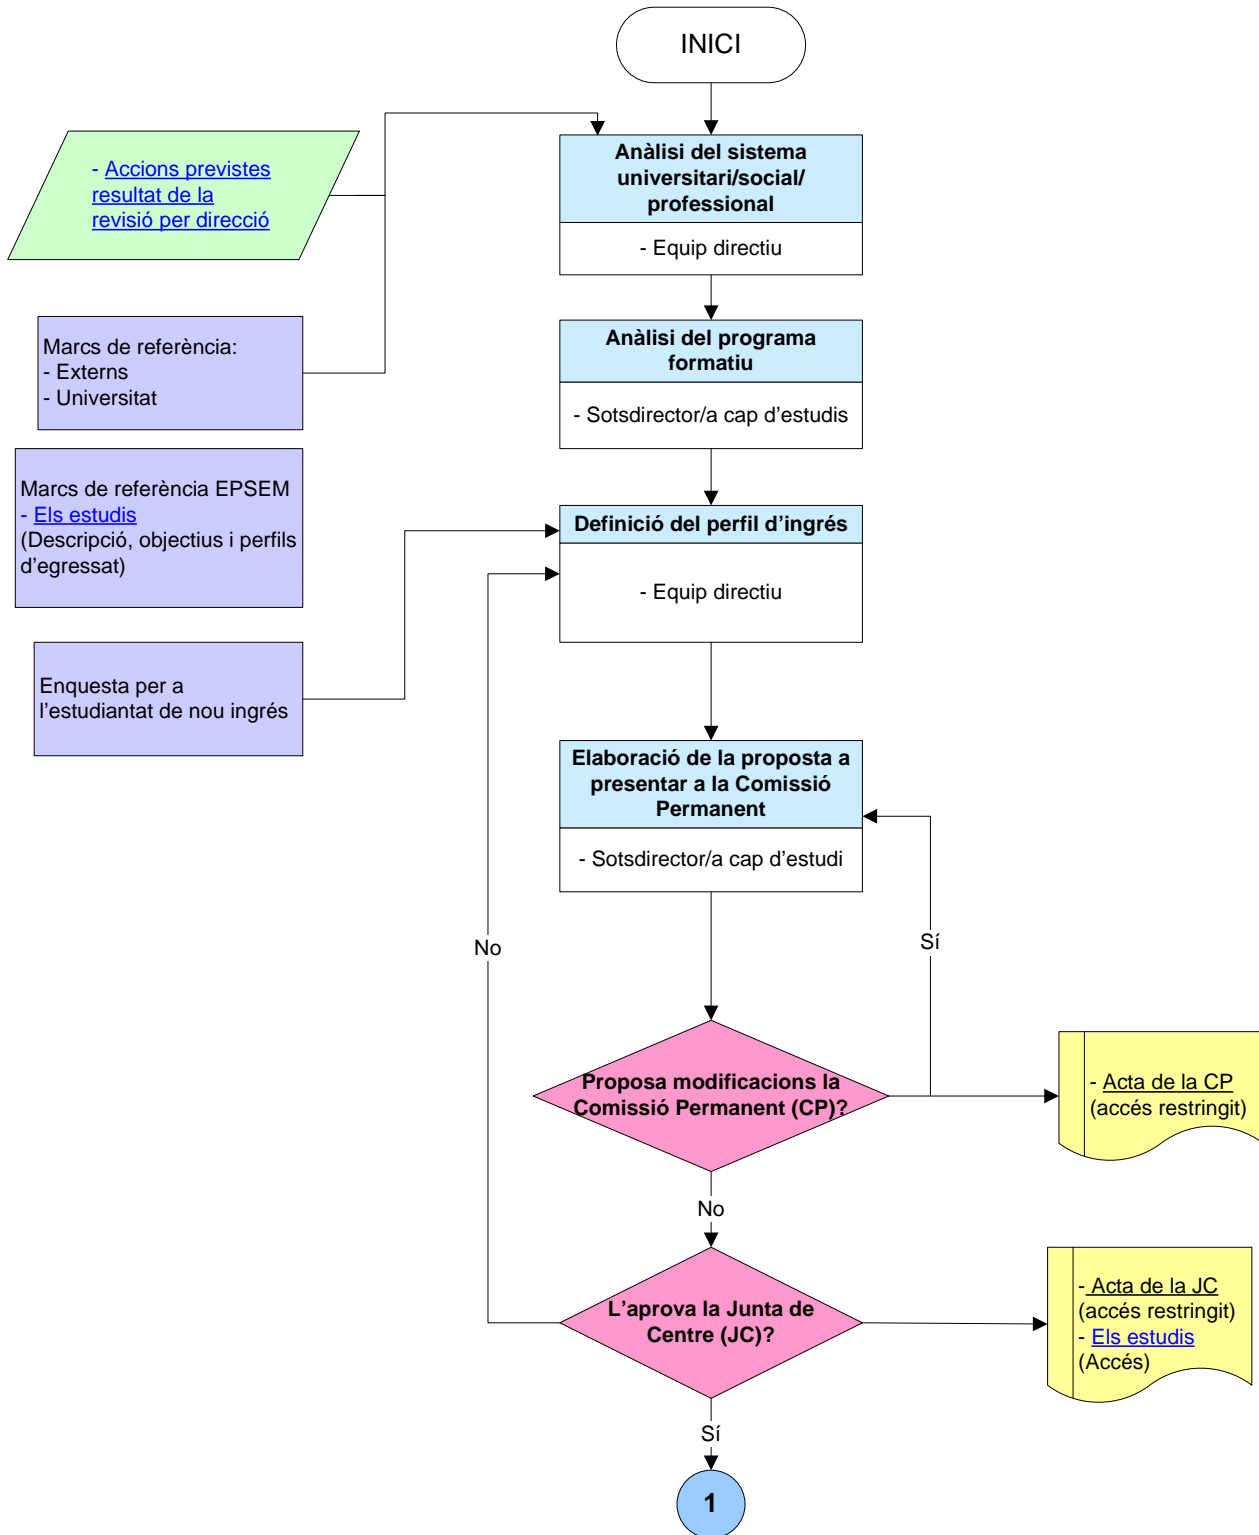 INICI
- Accions previstes
resultat de la
revisió per direcció
Anàlisi del sistema
universitari/social/
professional
- Equip directiu
Marcs de referència:
- Externs
- Universitat
Anàlisi del programa
formatiu
- Sotsdirector/a cap d’estudis
Marcs de referència EPSEM
- Els estudis
(Descripció, objectius i perfils
d’egressat)
Definició del perfil d’ingrés
- Equip directiu
Enquesta per a
l’estudiantat de nou ingrés
Elaboració de la proposta a
presentar a la Comissió
Permanent
- Sotsdirector/a cap d’estudi
No
Sí
Proposa modificacions la
Comissió Permanent (CP)?
- Acta de la CP
(accés restringit)
No
L’aprova la Junta de
Centre (JC)?
- Acta de la JC
(accés restringit)
- Els estudis
(Accés)
Sí
1